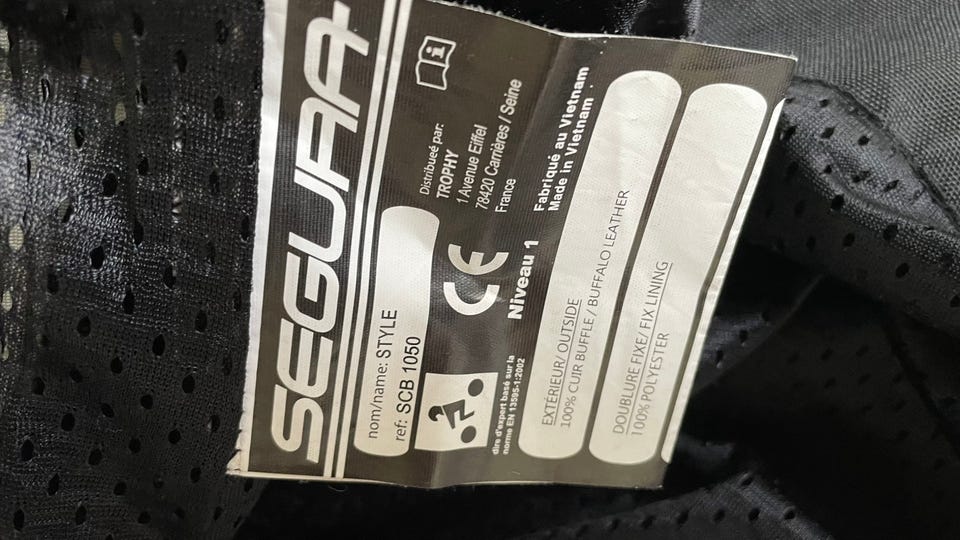 SEGURA
nom/name: STYLE
ref: SCB 1050
Distribueé par:
TROPHY
1 Avenue Eiffel
78420 Carrières / Seine
France
CE
Niveau 1
dire d'expert basé sur la
norme EN 13595-1:2002
Fabriqué au Vietnam
Made in Vietnam
EXTÉRIEUR/ OUTSIDE
100% CUIR BUFFLE / BUFFALO LEATHER
DOUBLURE FIXE/ FIX LINING
100% POLYESTER